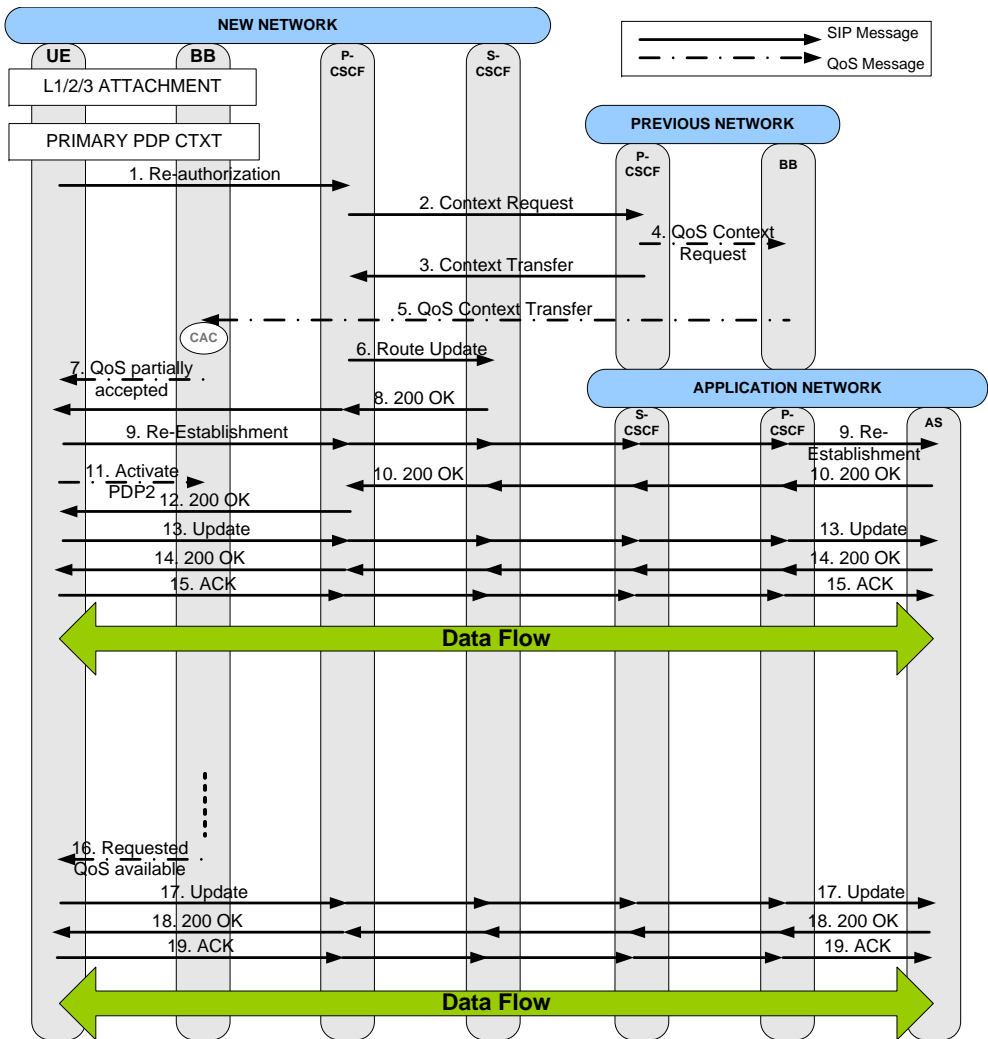 NEW NETWORK
SIP Message
QoS Message
UE
BB
P-
CSCF
S-
CSCF
L1/2/3 ATTACHMENT
PREVIOUS NETWORK
PRIMARY PDP CTXT
P-
CSCF
BB
1. Re-authorization
2. Context Request
4. QoS Context
Request
3. Context Transfer
5. QoS Context Transfer
CAC
6. Route Update
7. QoS partially
accepted
APPLICATION NETWORK
8. 200 OK
S-
CSCF
P-
CSCF
AS
9. Re-Establishment
9. Re-
Establishment
11. Activate
PDP2
10. 200 OK
10. 200 OK
12. 200 OK
13. Update
13. Update
14. 200 OK
14. 200 OK
15. ACK
15. ACK
Data Flow
16. Requested
QoS available
17. Update
17. Update
18. 200 OK
18. 200 OK
19. ACK
19. ACK
Data Flow